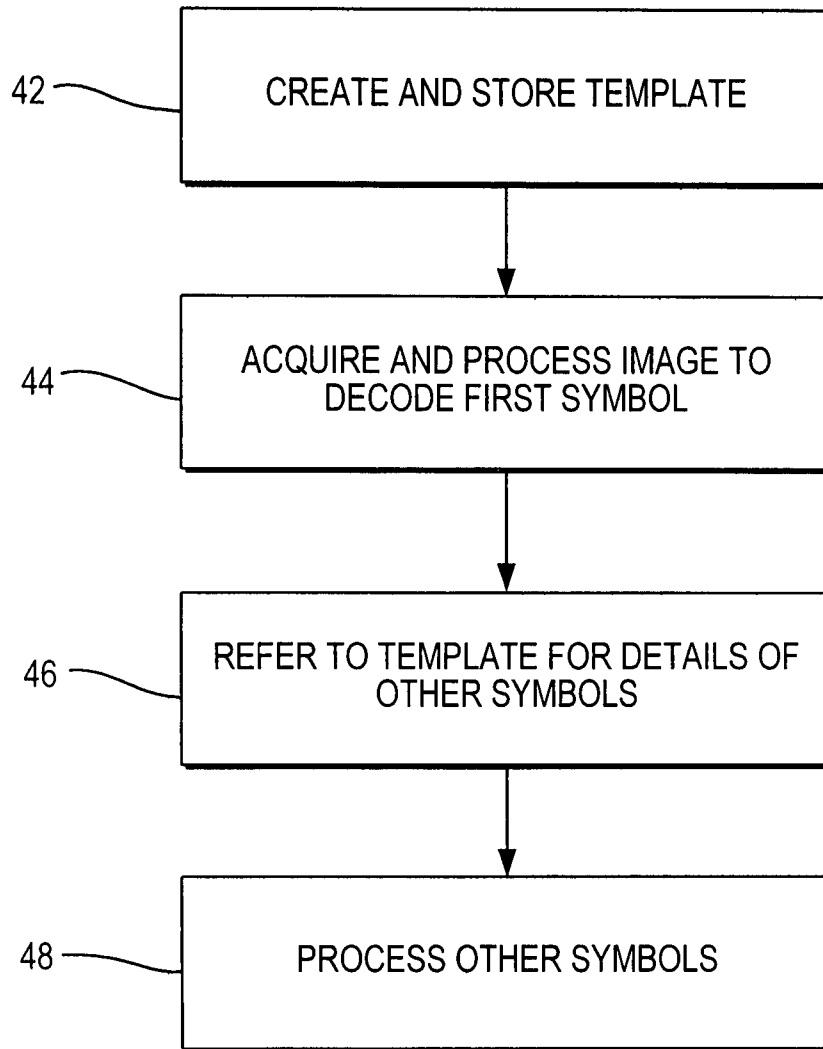 42
CREATE AND STORE TEMPLATE
44
ACQUIRE AND PROCESS IMAGE TO
DECODE FIRST SYMBOL
46
REFER TO TEMPLATE FOR DETAILS OF
OTHER SYMBOLS
48
PROCESS OTHER SYMBOLS